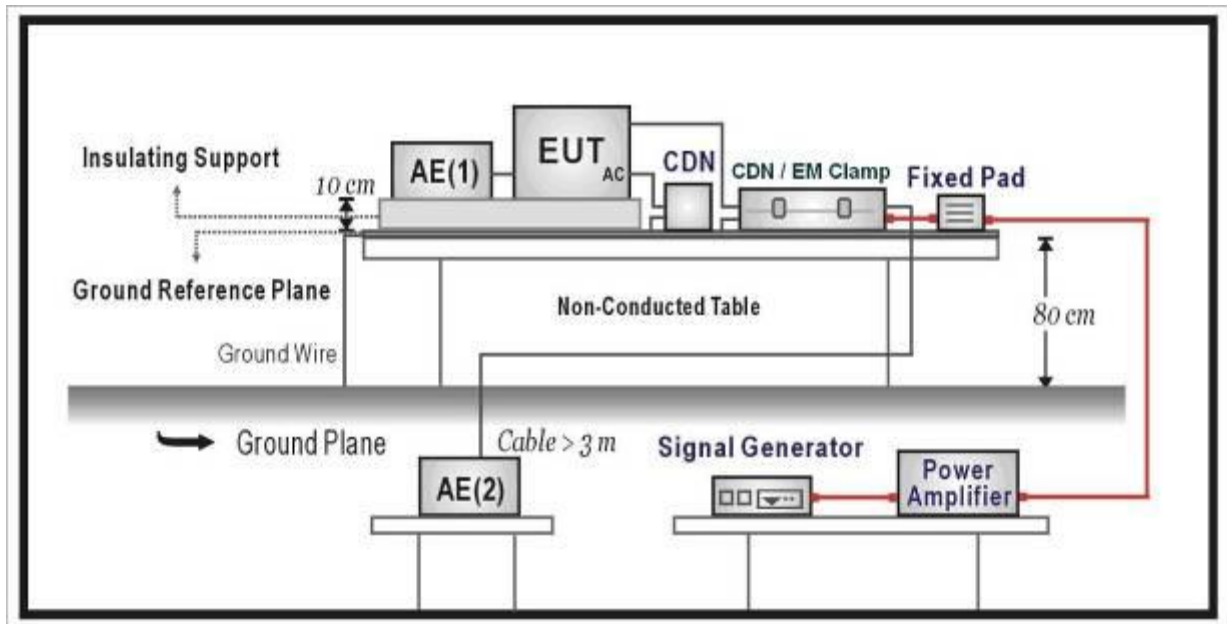 Insulating Support
10 cm
AE(1)
EUT
AC
CDN
CDN / EM Clamp
Fixed Pad
Ground Reference Plane
Non-Conducted Table
80 cm
Ground Wire
Ground Plane
Cable > 3 m
AE(2)
Signal Generator
Power
Amplifier